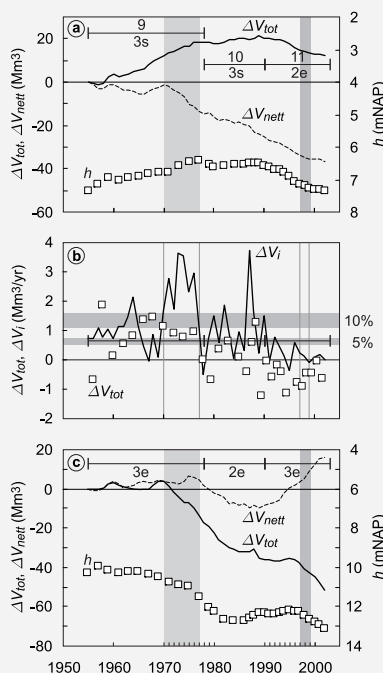 a
9
3s
ΔVtot
10
3s
11
2e
ΔVnett
h
20
0
-20
-40
-60
ΔVtot, ΔVnett (Mm3)
2
3
4
5
6
7
8
h (mNAP)
b
ΔVi
ΔVtot
4
3
2
1
0
-1
-2
ΔVtot, ΔVi (Mm3/yr)
10%
5%
c
3e
2e
3e
ΔVnett
ΔVtot
h
20
0
-20
-40
-60
-80
ΔVtot, ΔVnett (Mm3)
4
6
8
10
11
12
13
14
h (mNAP)
1950 1960 1970 1980 1990 2000